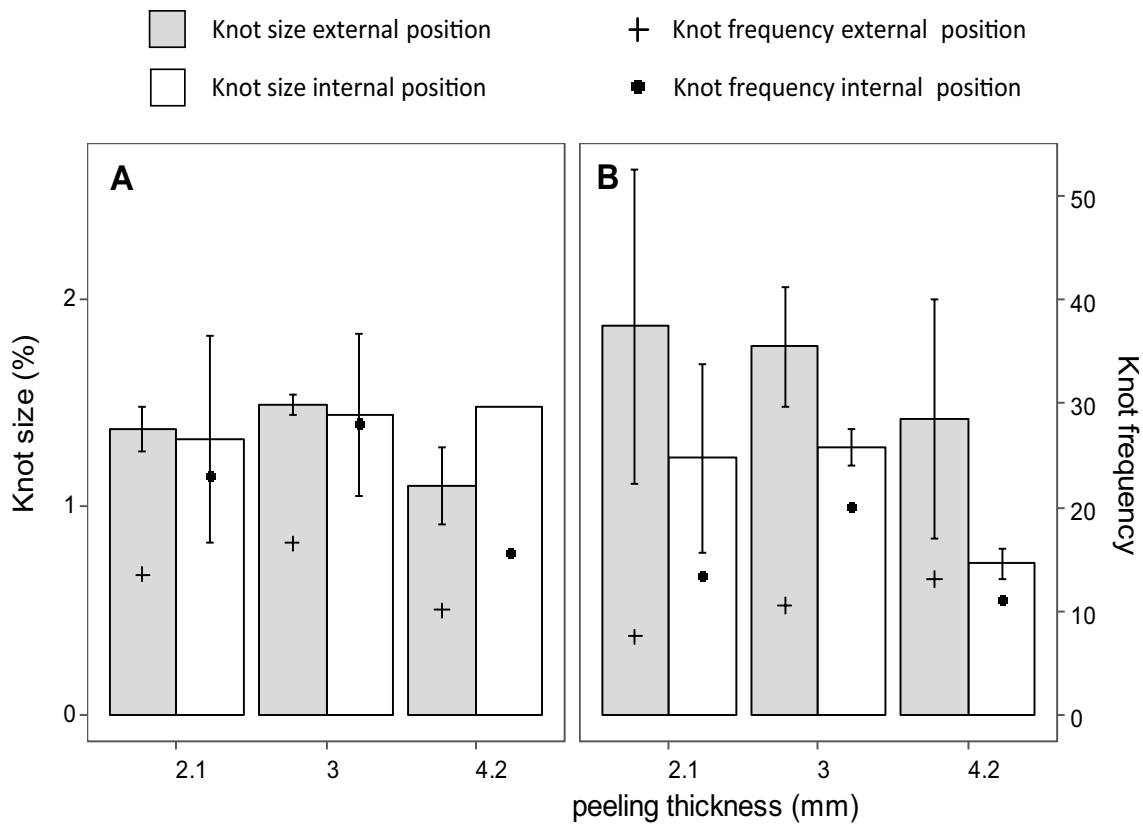 Knot size external position
Knot frequency external position
Knot size internal position
Knot frequency internal position
A
B
Knot size (%)
2
1
0
50
40
30
20
10
0
Knot frequency
2.1
3
4.2
2.1
3
4.2
peeling thickness (mm)